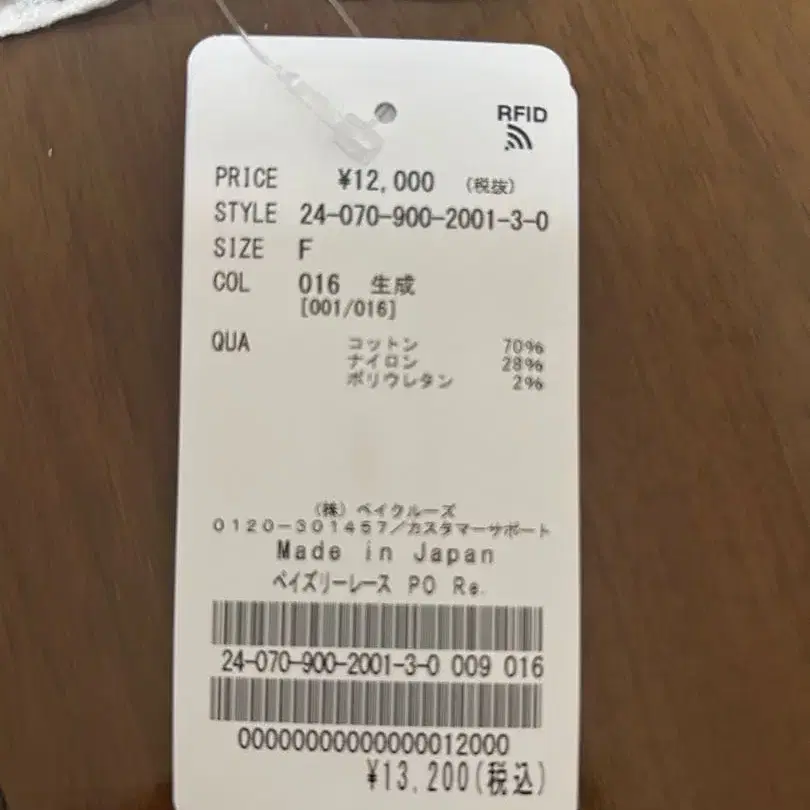 RFID
PRICE ¥12,000 (税抜)
STYLE 24-070-900-2001-3-0
SIZE F
COL 016 生成
[001/016]
QUA コットン 70%
ナイロン 28%
ポリウレタン 2%
(株) ベイクルーズ
0120-301457/カスタマーサポート
Made in Japan
ペイズリーレース PO Re.
24-070-900-2001-3-0 009 016
00000000000000012000
¥13,200(税込)